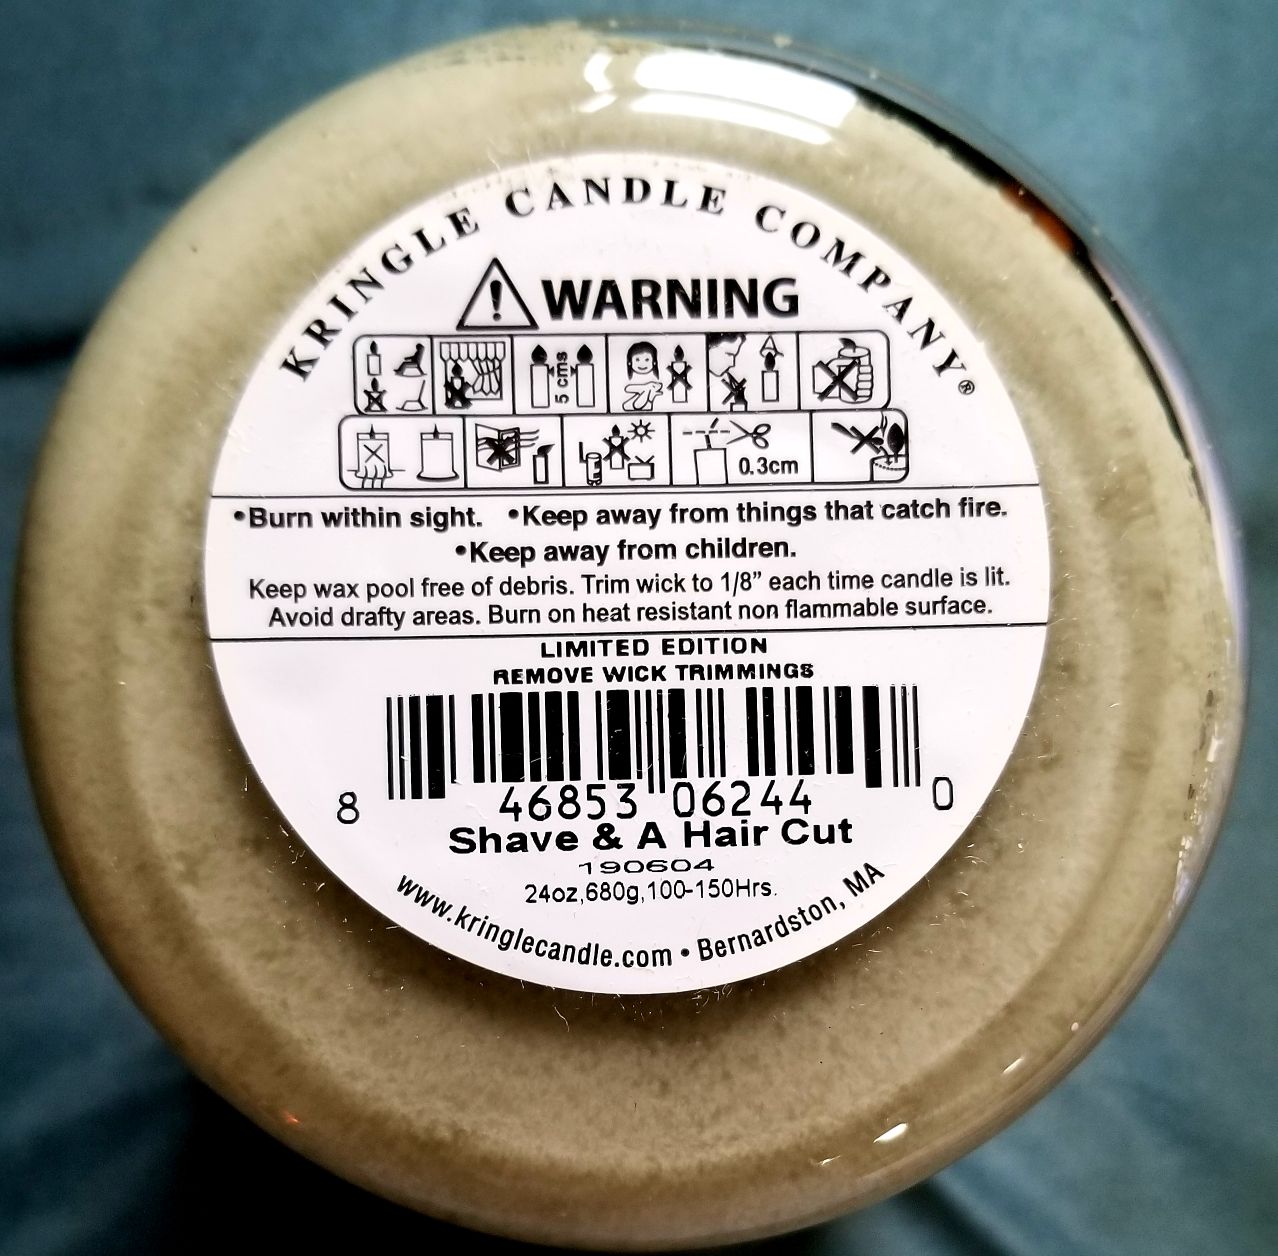 KRINGLE CANDLE COMPANY®
WARNING
5 cms
0.3cm
•Burn within sight. •Keep away from things that catch fire.
•Keep away from children.
Keep wax pool free of debris. Trim wick to 1/8” each time candle is lit.
Avoid drafty areas. Burn on heat resistant non flammable surface.
LIMITED EDITION
REMOVE WICK TRIMMINGS
8 46853 06244 0
Shave & A Hair Cut
190604
24oz,680g,100-150Hrs.
www.kringlecandle.com • Bernardston, MA